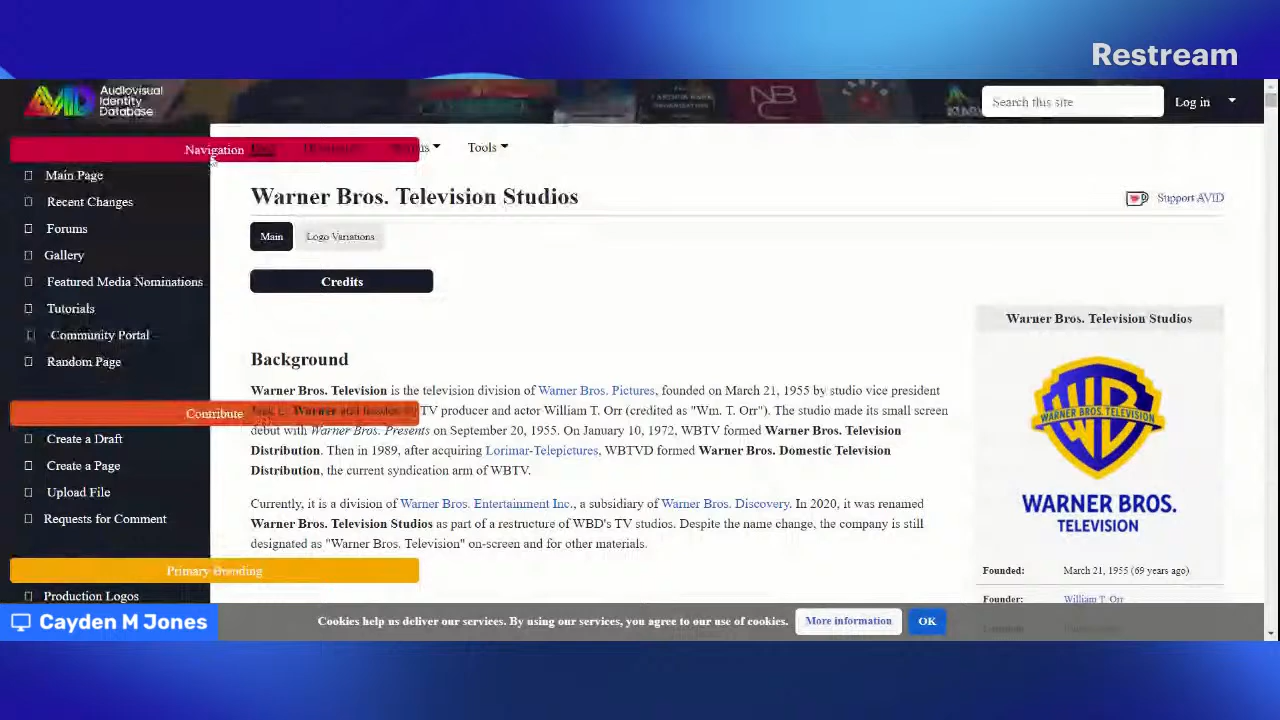 Restream
AVID
Audiovisual
Identity
Database
NBC
Search this site
Log in
Navigation
Tools
Main Page
Recent Changes
Forums
Gallery
Featured Media Nominations
Tutorials
Community Portal
Random Page
Contribute
Create a Draft
Create a Page
Upload File
Requests for Comment
Primary Branding
Production Logos
Warner Bros. Television Studios
Support AVID
Main
Logo Variations
Credits
Background
Warner Bros. Television is the television division of Warner Bros. Pictures, founded on March 21, 1955 by studio vice president
Warner and TV producer and actor William T. Orr (credited as "Wm. T. Orr"). The studio made its small screen
debut with Warner Bros. Presents on September 20, 1955. On January 10, 1972, WBTV formed Warner Bros. Television
Distribution. Then in 1989, after acquiring Lorimar-Telepictures, WBTVD formed Warner Bros. Domestic Television
Distribution, the current syndication arm of WBTV.
Currently, it is a division of Warner Bros. Entertainment Inc., a subsidiary of Warner Bros. Discovery. In 2020, it was renamed
Warner Bros. Television Studios as part of a restructure of WBD's TV studios. Despite the name change, the company is still
designated as "Warner Bros. Television" on-screen and for other materials.
Warner Bros. Television Studios
WARNER BROS. TELEVISION
WARNER BROS.
TELEVISION
Founded: March 21, 1955 (69 years ago)
Founder: William T. Orr
Cayden M Jones
Cookies help us deliver our services. By using our services, you agree to our use of cookies.
More information
OK